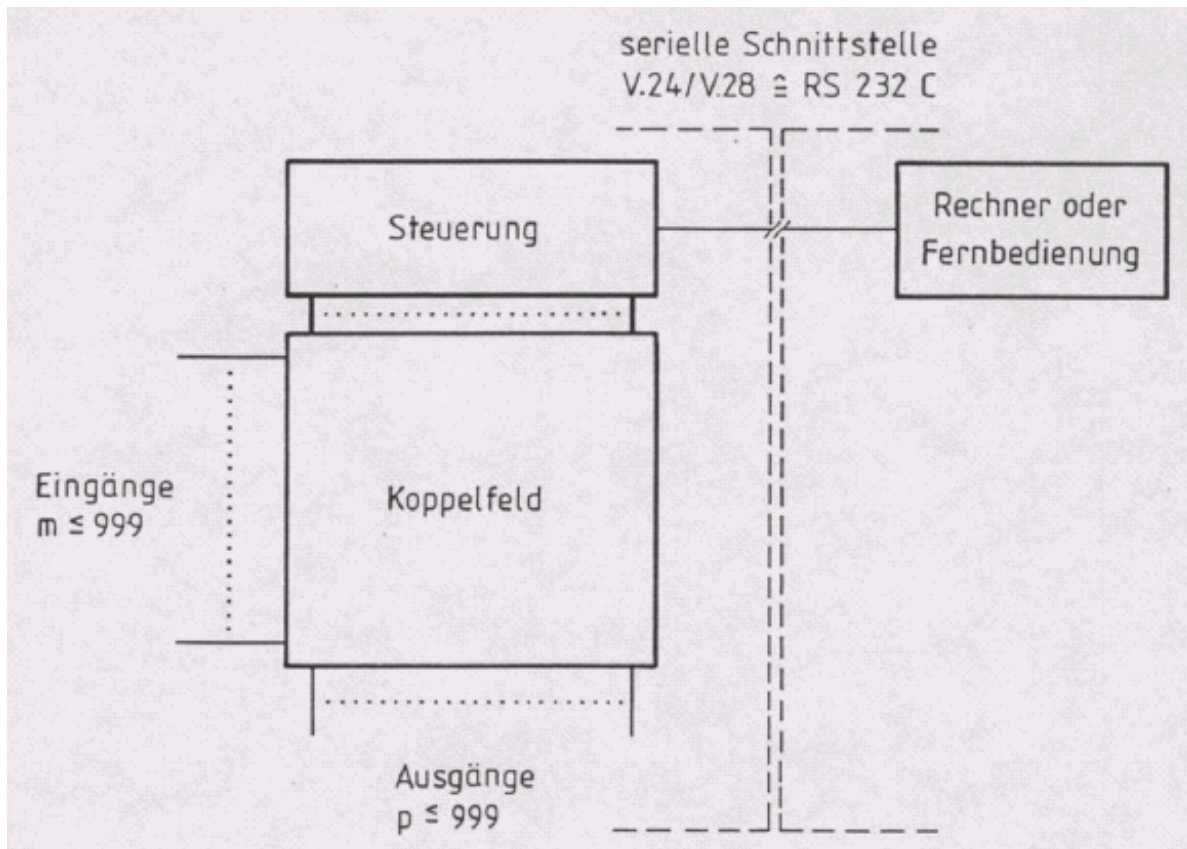 serielle Schnittstelle
V.24/V.28 ≙ RS 232 C
Steuerung
Rechner oder
Fernbedienung
Eingänge
m ≤ 999
Koppelfeld
Ausgänge
p ≤ 999